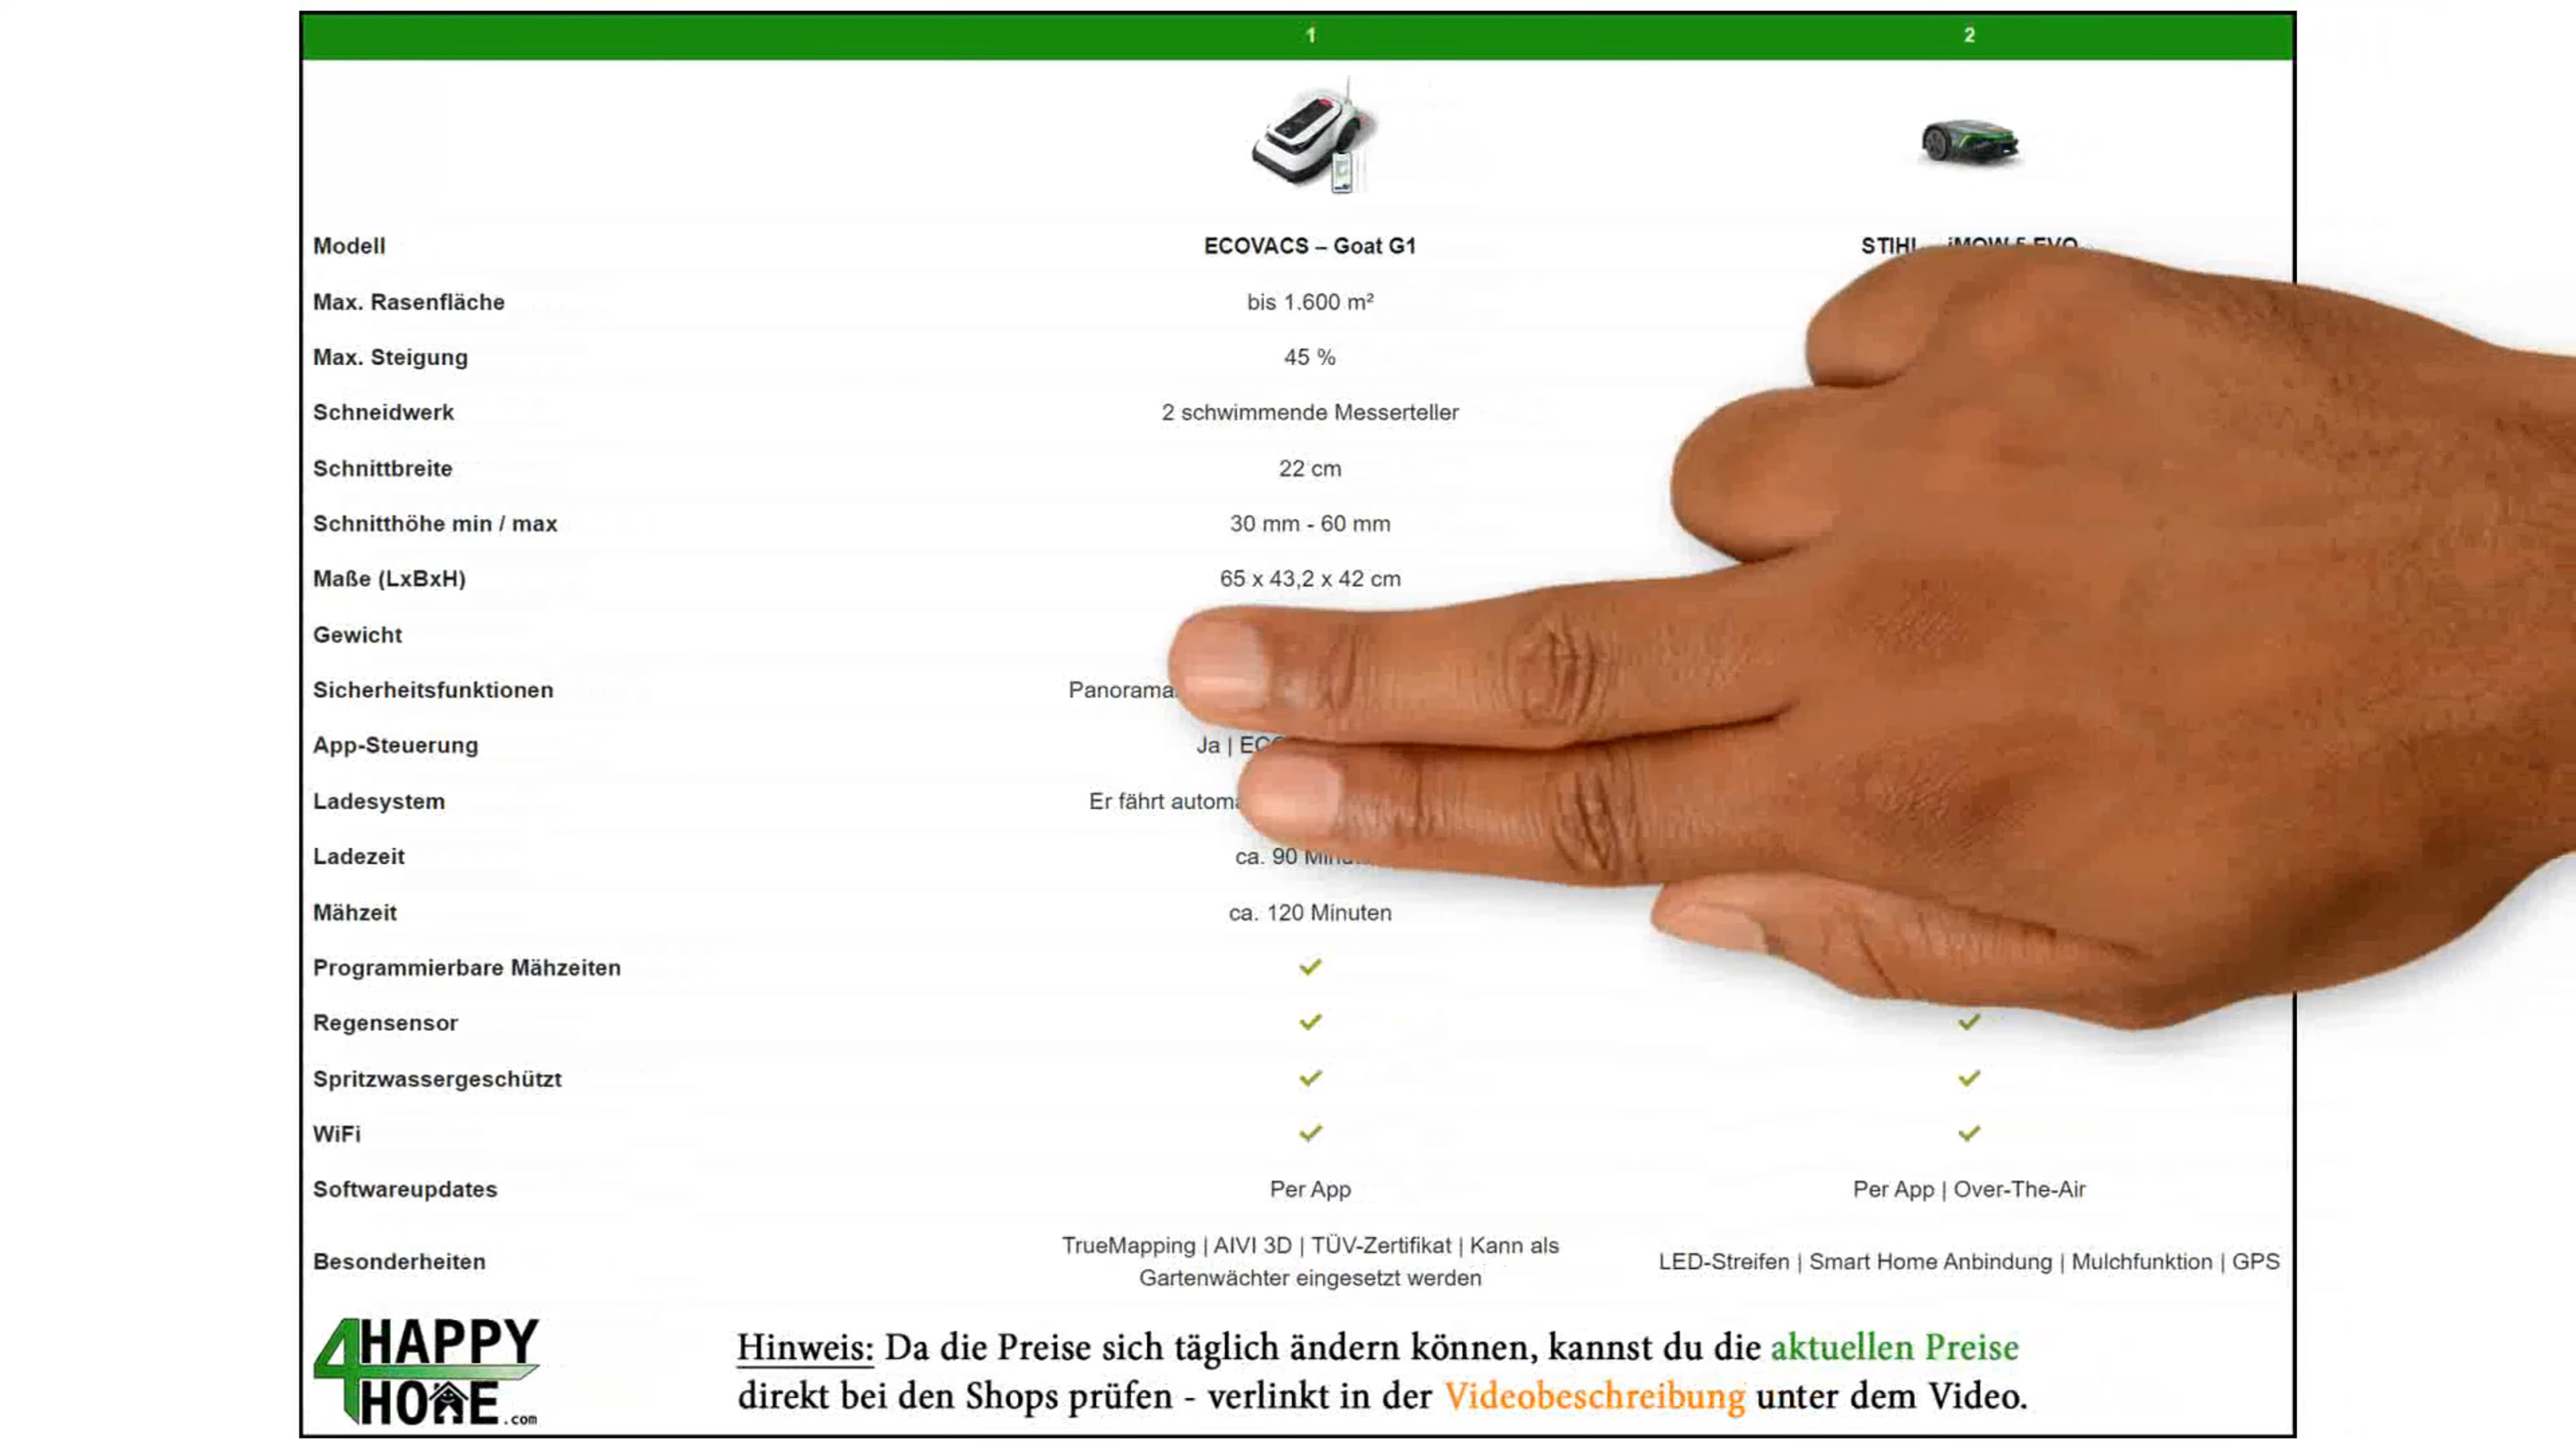 1 2
Modell ECOVACS – Goat G1 STIHL iMOW 5 EVO
Max. Rasenfläche bis 1.600 m²
Max. Steigung 45 %
Schneidwerk 2 schwimmende Messerteller
Schnittbreite 22 cm
Schnitthöhe min / max 30 mm - 60 mm
Maße (LxBxH) 65 x 43,2 x 42 cm
Gewicht
Sicherheitsfunktionen
App-Steuerung Ja |
Ladesystem Er fährt
Ladezeit ca. 90
Mähzeit ca. 120 Minuten
Programmierbare Mähzeiten
Regensensor
Spritzwassergeschützt
WiFi
Softwareupdates Per App Per App | Over-The-Air
TrueMapping | AIVI 3D | TÜV-Zertifikat | Kann als
Besonderheiten LED-Streifen | Smart Home Anbindung | Mulchfunktion | GPS
Gartenwächter eingesetzt werden
4HAPPY
HOME.com
Hinweis: Da die Preise sich täglich ändern können, kannst du die aktuellen Preise
direkt bei den Shops prüfen - verlinkt in der Videobeschreibung unter dem Video.